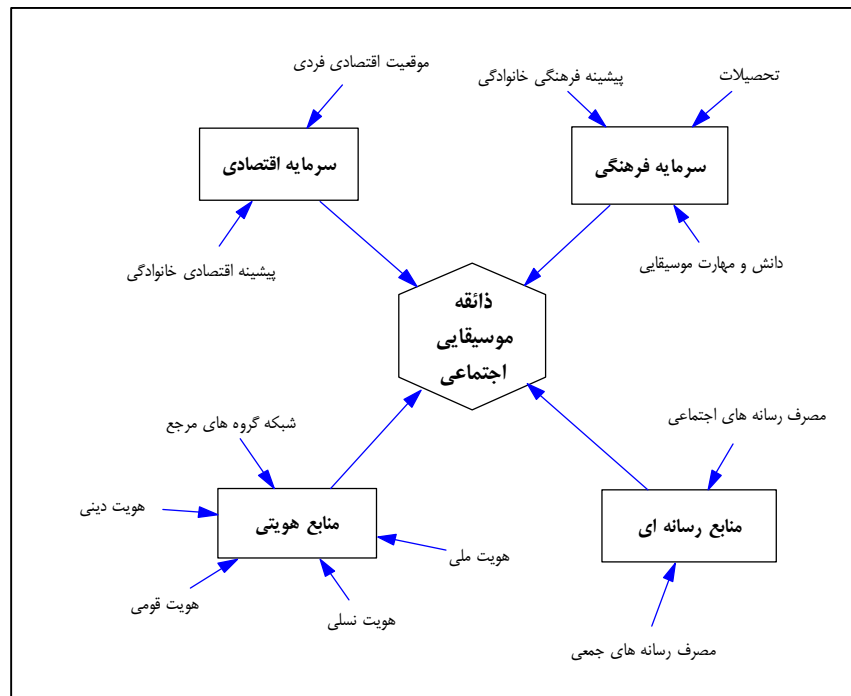 موقعیت اقتصادی فردی
پیشینه فرهنگی خانوادگی
تحصیلات
سرمایه اقتصادی
سرمایه فرهنگی
پیشینه اقتصادی خانوادگی
دانش و مهارت موسیقایی
ذائقه
موسیقایی
اجتماعی
شبکه گروه های مرجع
مصرف رسانه های اجتماعی
هویت دینی
منابع هویتی
منابع رسانه ای
هویت ملی
هویت قومی
هویت نسلی
مصرف رسانه های جمعی